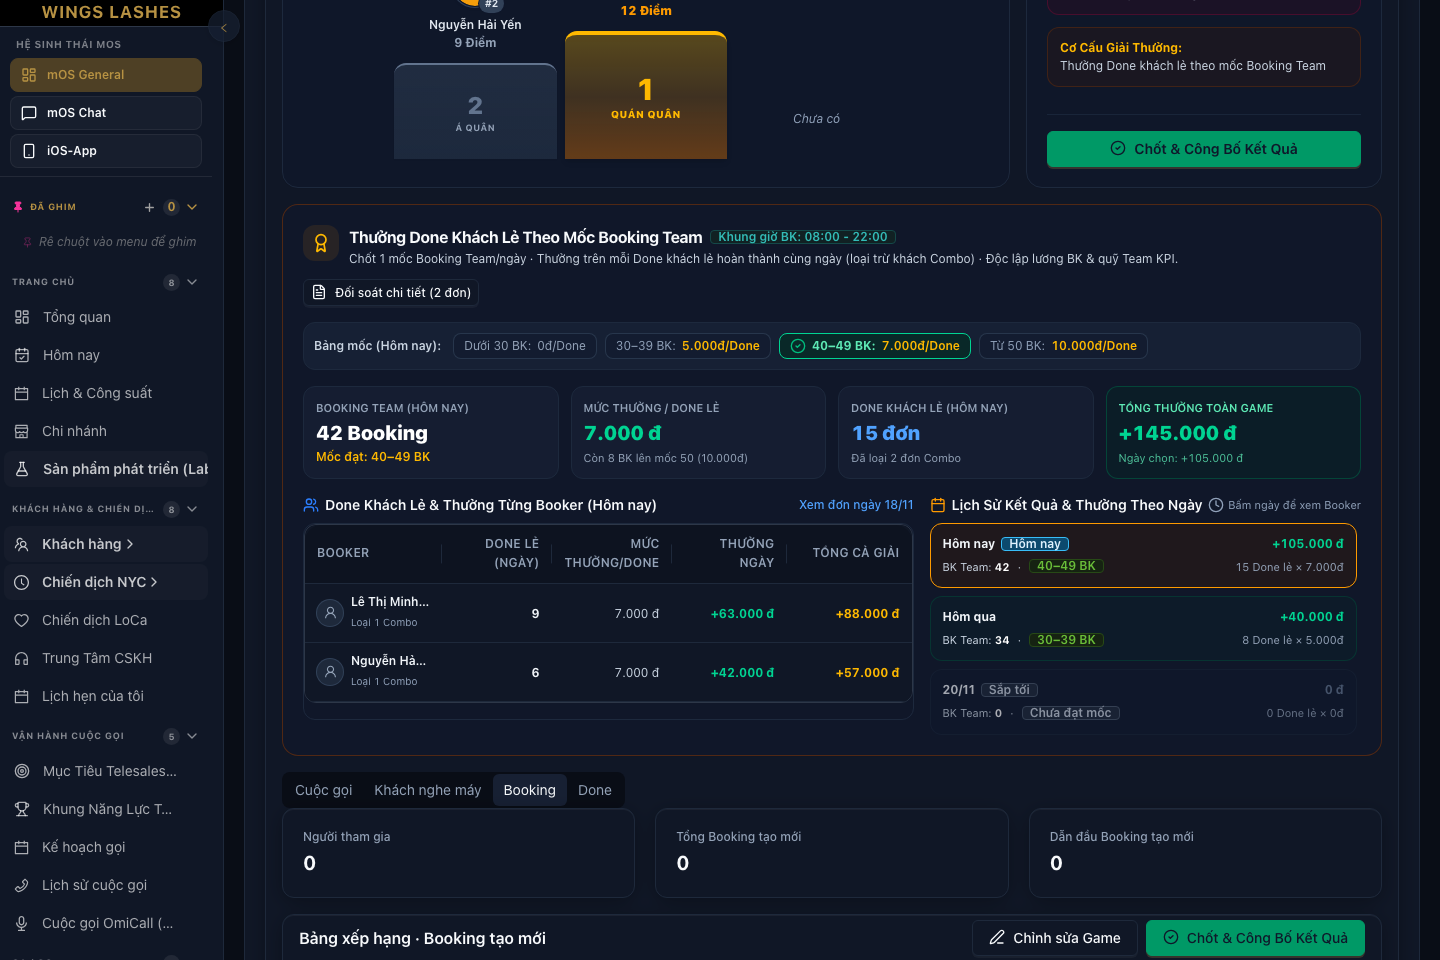 WINGS LASHES
HỆ SINH THÁI MOS
mOS General
mOS Chat
iOS-App
ĐÃ GHIM
0
Rê chuột vào menu để ghim
TRANG CHỦ
8
Tổng quan
Hôm nay
Lịch & Công suất
Chi nhánh
Sản phẩm phát triển (Lab
KHÁCH HÀNG & CHIẾN DỊ...
8
Khách hàng
Chiến dịch NYC
Chiến dịch LoCa
Trung Tâm CSKH
Lịch hẹn của tôi
VẬN HÀNH CUỘC GỌI
5
Mục Tiêu Telesales...
Khung Năng Lực T...
Kế hoạch gọi
Lịch sử cuộc gọi
Cuộc gọi OmiCall (...
#2
Nguyễn Hải Yến
9 Điểm
2
Á QUÂN
12 Điểm
1
QUÁN QUÂN
Chưa có
Cơ Cấu Giải Thưởng:
Thưởng Done khách lẻ theo mốc Booking Team
Chốt & Công Bố Kết Quả
Thưởng Done Khách Lẻ Theo Mốc Booking Team
Khung giờ BK: 08:00 - 22:00
Chốt 1 mốc Booking Team/ngày · Thưởng trên mỗi Done khách lẻ hoàn thành cùng ngày (loại trừ khách Combo) · Độc lập lương BK & quỹ Team KPI.
Đối soát chi tiết (2 đơn)
Bảng mốc (Hôm nay):
Dưới 30 BK: 0đ/Done
30–39 BK: 5.000đ/Done
40–49 BK: 7.000đ/Done
Từ 50 BK: 10.000đ/Done
BOOKING TEAM (HÔM NAY)
42 Booking
Mốc đạt: 40–49 BK
MỨC THƯỞNG / DONE LẺ
7.000 đ
Còn 8 BK lên mốc 50 (10.000đ)
DONE KHÁCH LẺ (HÔM NAY)
15 đơn
Đã loại 2 đơn Combo
TỔNG THƯỞNG TOÀN GAME
+145.000 đ
Ngày chọn: +105.000 đ
Done Khách Lẻ & Thưởng Từng Booker (Hôm nay)
Xem đơn ngày 18/11
BOOKER
DONE LẺ (NGÀY)
MỨC THƯỞNG/DONE
THƯỞNG NGÀY
TỔNG CẢ GIẢI
Lê Thị Minh...
Loại 1 Combo
9
7.000 đ
+63.000 đ
+88.000 đ
Nguyễn Hả...
Loại 1 Combo
6
7.000 đ
+42.000 đ
+57.000 đ
Lịch Sử Kết Quả & Thưởng Theo Ngày
Bấm ngày để xem Booker
Hôm nay
Hôm nay
+105.000 đ
BK Team: 42 · 40–49 BK
15 Done lẻ × 7.000đ
Hôm qua
+40.000 đ
BK Team: 34 · 30–39 BK
8 Done lẻ × 5.000đ
20/11
Sắp tới
0 đ
BK Team: 0 · Chưa đạt mốc
0 Done lẻ × 0đ
Cuộc gọi
Khách nghe máy
Booking
Done
Người tham gia
0
Tổng Booking tạo mới
0
Dẫn đầu Booking tạo mới
0
Bảng xếp hạng · Booking tạo mới
Chỉnh sửa Game
Chốt & Công Bố Kết Quả